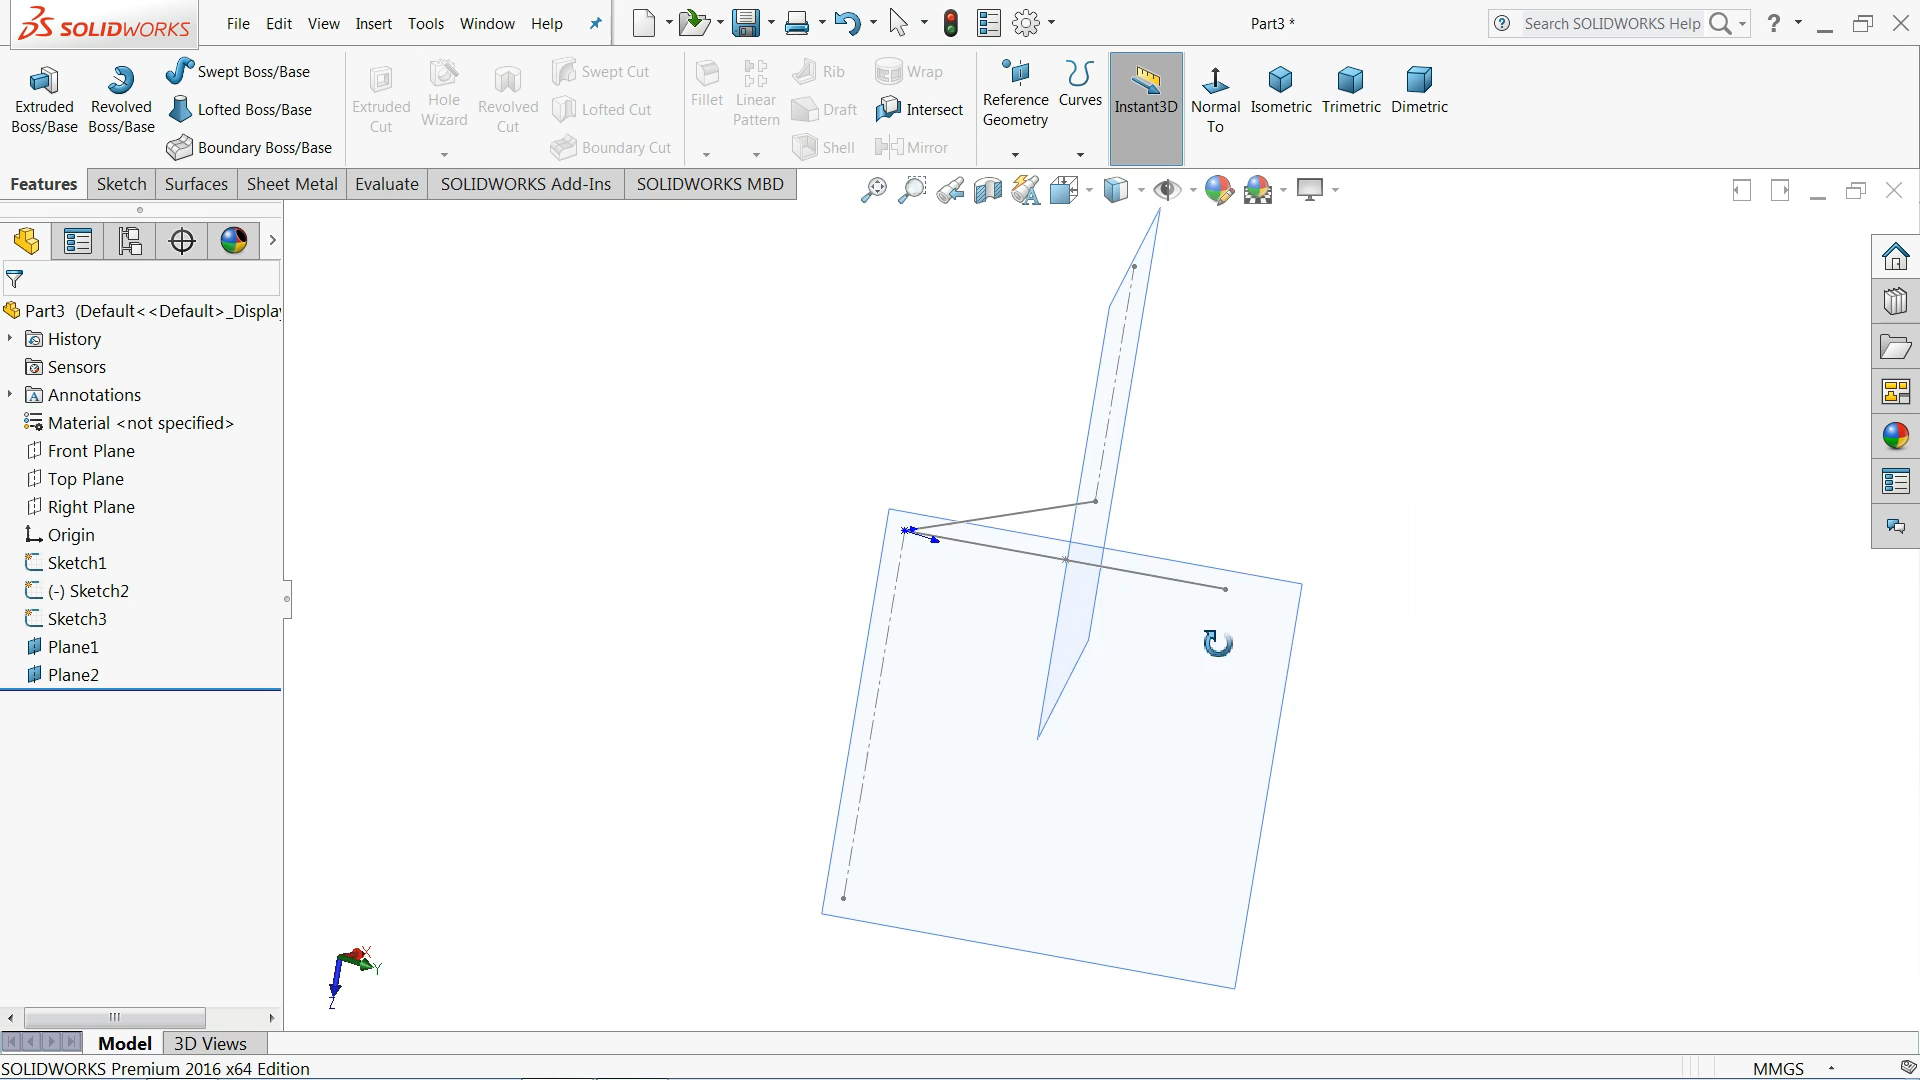 SOLIDWORKS
File Edit View Insert Tools Window Help
Part3 *
Search SOLIDWORKS Help
Extruded Boss/Base
Revolved Boss/Base
Swept Boss/Base
Lofted Boss/Base
Boundary Boss/Base
Extruded Cut
Hole Wizard
Revolved Cut
Swept Cut
Lofted Cut
Boundary Cut
Fillet
Linear Pattern
Rib
Draft
Shell
Wrap
Intersect
Mirror
Reference Geometry
Curves
Instant3D
Normal To
Isometric
Trimetric
Dimetric
Features Sketch Surfaces Sheet Metal Evaluate SOLIDWORKS Add-Ins SOLIDWORKS MBD
Part3 (Default<<Default>_Displa
History
Sensors
Annotations
Material <not specified>
Front Plane
Top Plane
Right Plane
Origin
Sketch1
(-) Sketch2
Sketch3
Plane1
Plane2
X
Y
Z
Model 3D Views
SOLIDWORKS Premium 2016 x64 Edition
MMGS